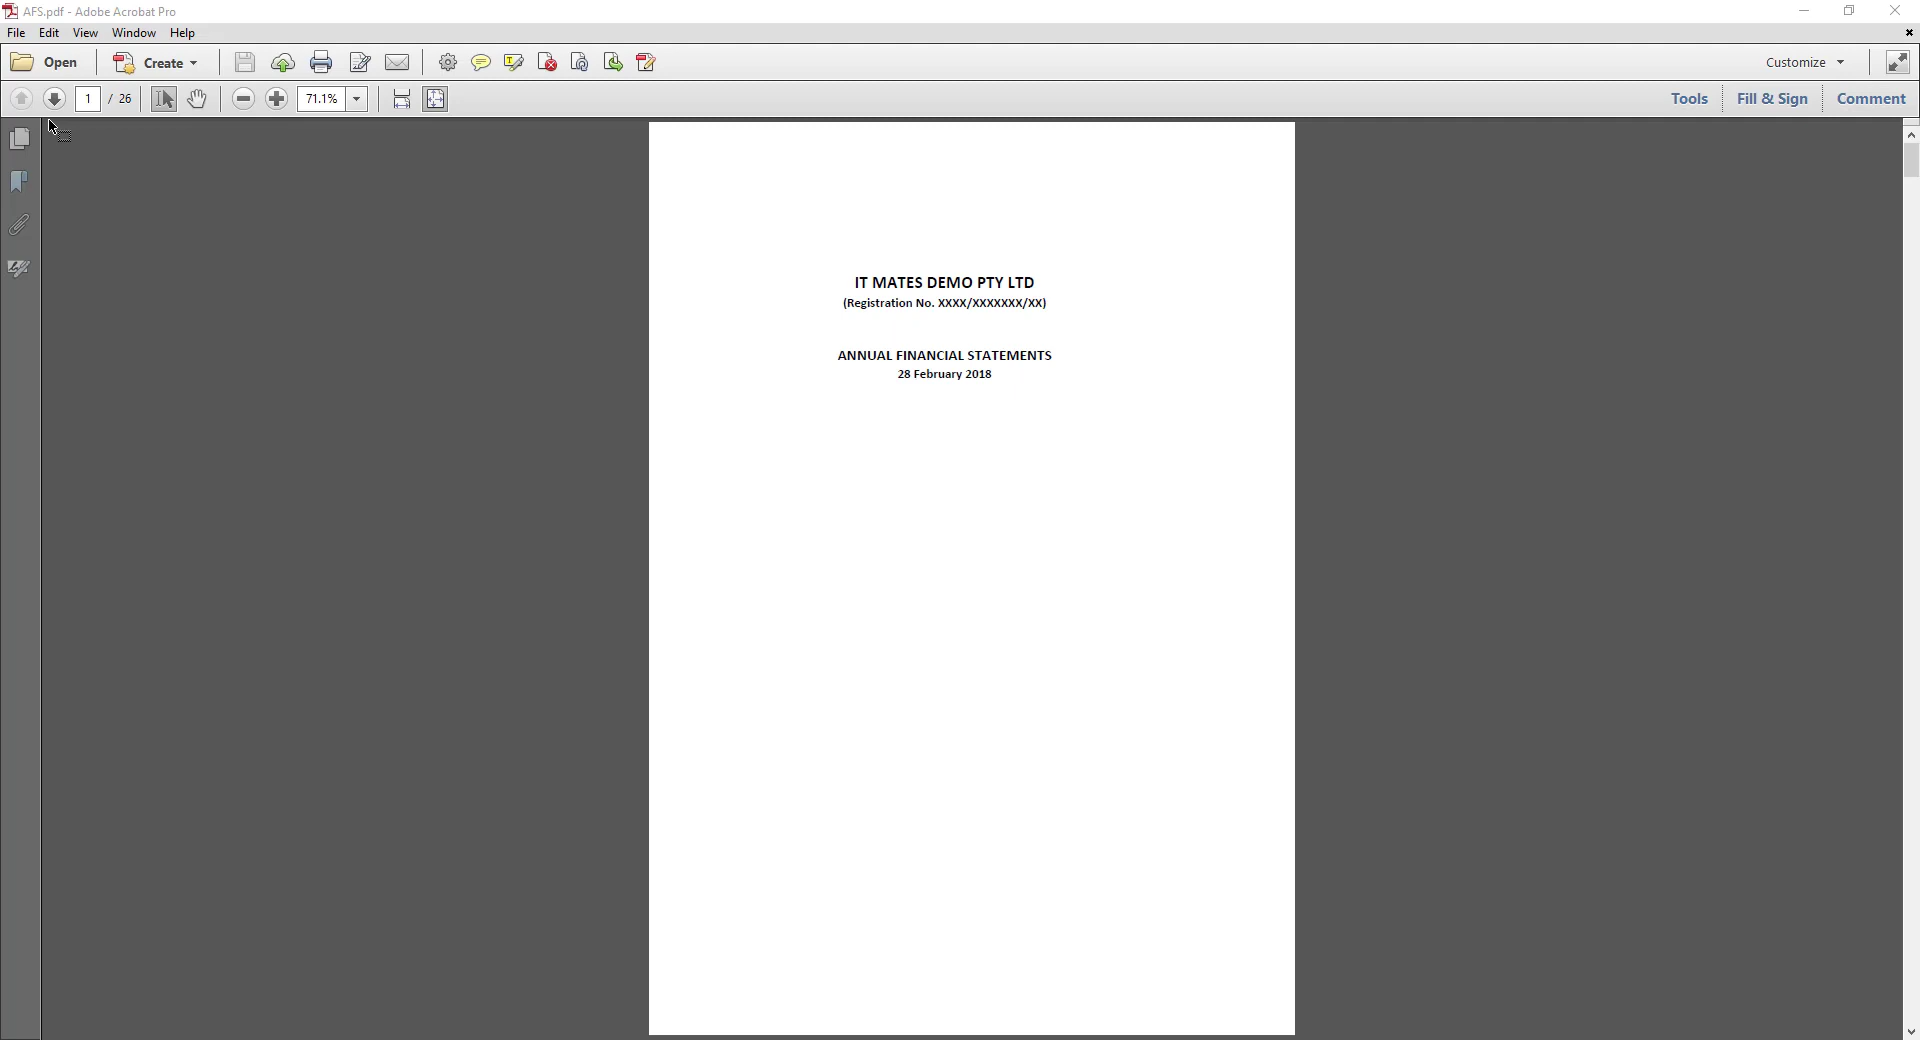 AFS.pdf - Adobe Acrobat Pro
File Edit View Window Help
Open Create Customize
1 / 26 71.1% Tools Fill & Sign Comment
IT MATES DEMO PTY LTD
(Registration No. XXXX/XXXXXXX/XX)
ANNUAL FINANCIAL STATEMENTS
28 February 2018